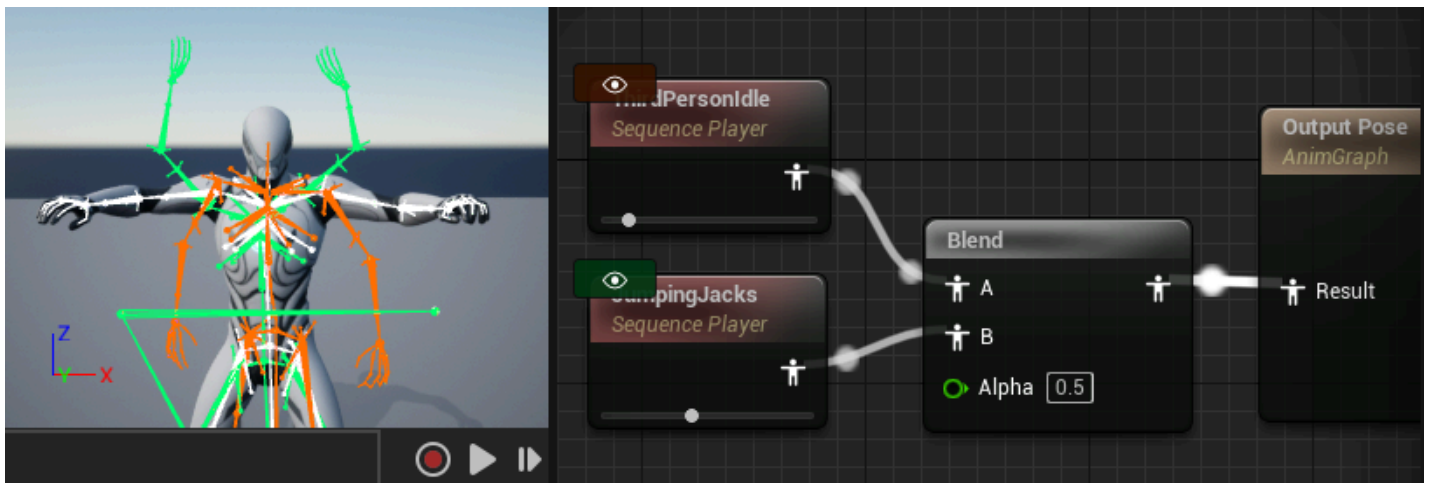 Z
Y
X
ThirdPersonIdle
Sequence Player
JumpingJacks
Sequence Player
Blend
A
B
Alpha 0.5
Output Pose
AnimGraph
Result